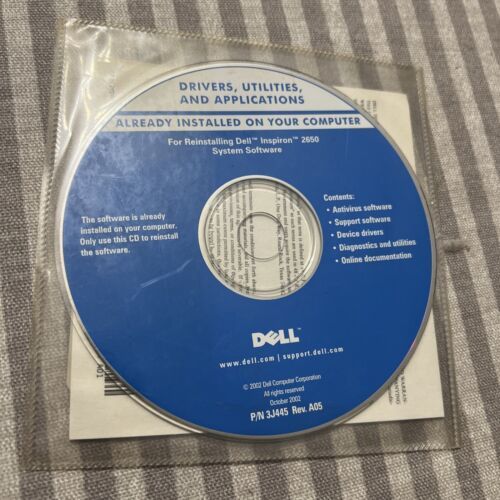 DRIVERS, UTILITIES,
AND APPLICATIONS
ALREADY INSTALLED ON YOUR COMPUTER
For Reinstalling Dell™ Inspiron™ 2650
System Software
The software is already
installed on your computer.
Only use this CD to reinstall
the software.
Contents:
• Antivirus software
• Support software
• Device drivers
• Diagnostics and utilities
• Online documentation
DELL™
www.dell.com | support.dell.com
© 2002 Dell Computer Corporation
All rights reserved
October 2002
P/N 3J445 Rev. A05